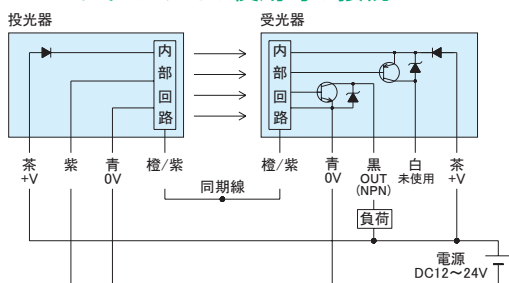 投光器
受光器
内部回路
内部回路
茶
+V
紫
青
0V
橙/紫
同期線
橙/紫
青
0V
黒
OUT
(NPN)
白
未使用
茶
+V
負荷
電源
DC12～24V